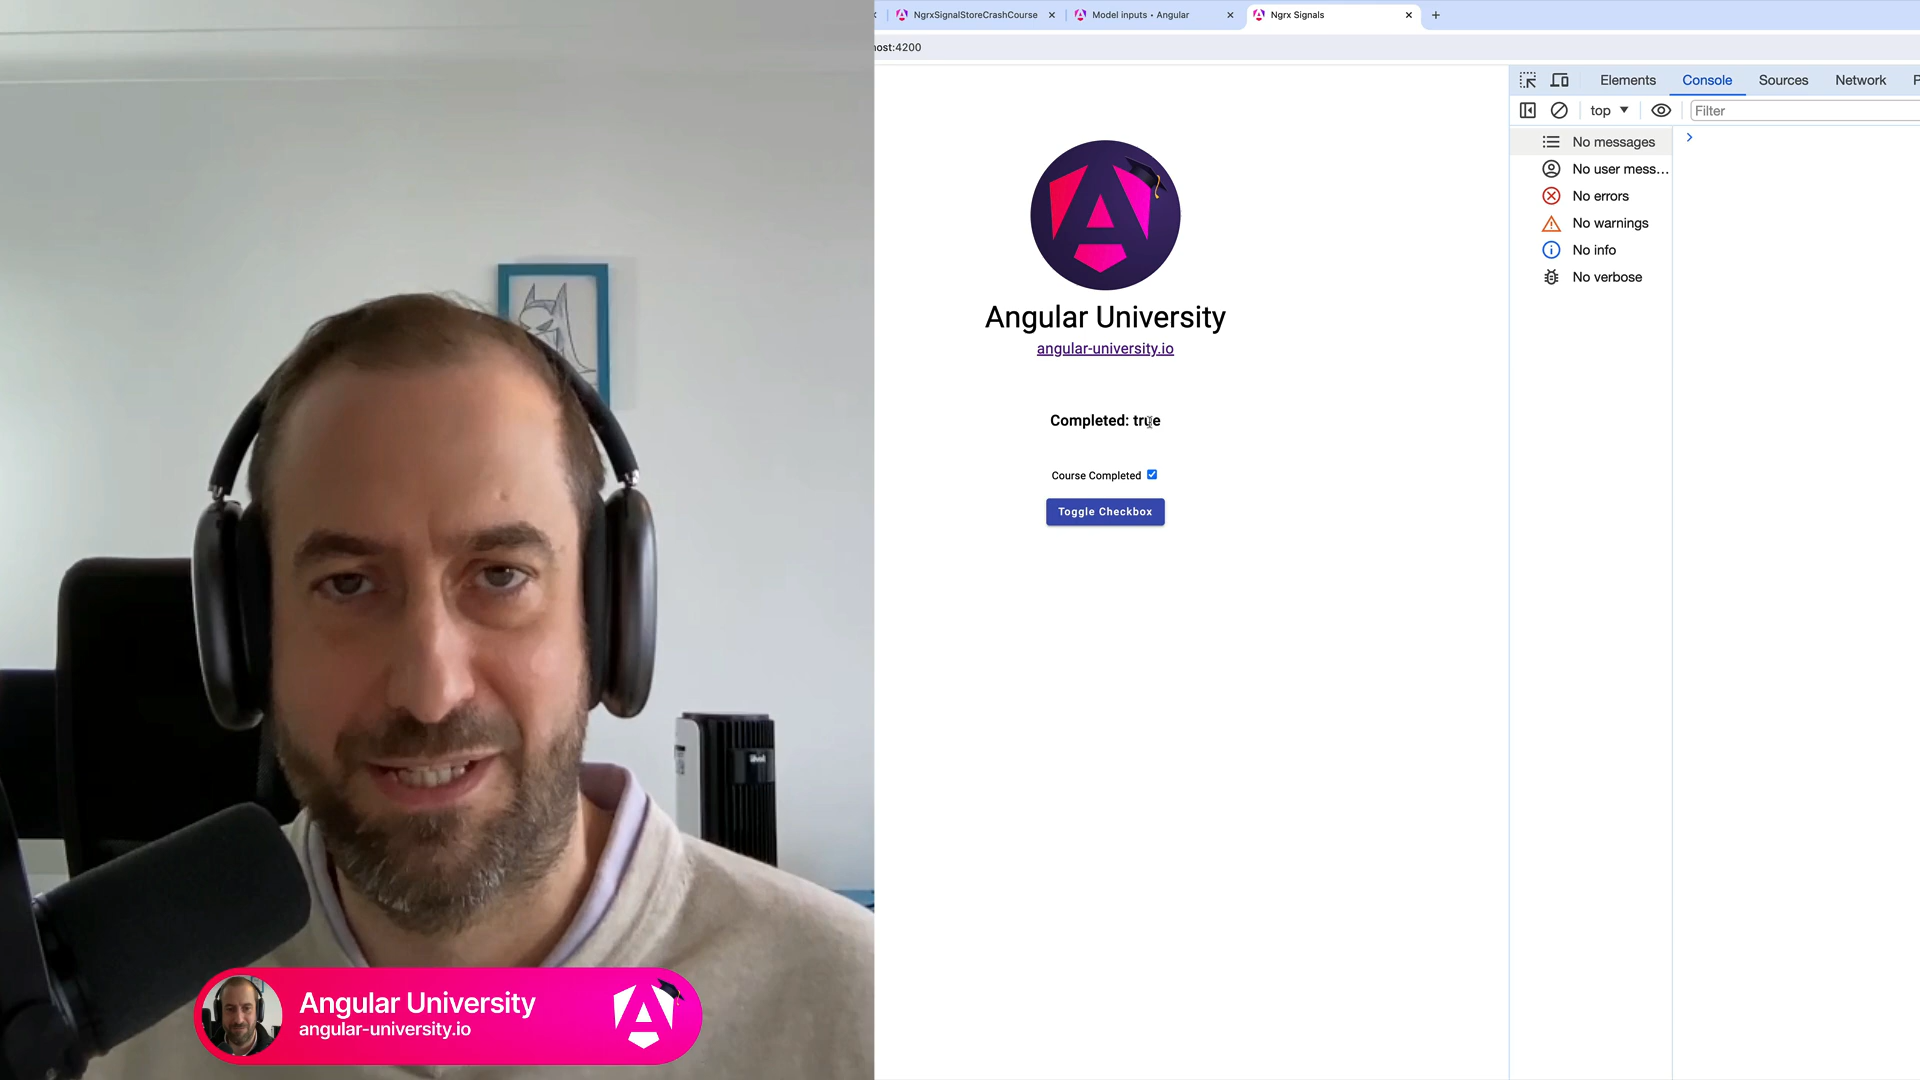 NgrxSignalStoreCrashCourse
Model inputs • Angular
Ngrx Signals
ost:4200
Elements
Console
Sources
Network
top
Filter
No messages
No user mess...
No errors
No warnings
No info
No verbose
Angular University
angular-university.io
Completed: true
Course Completed
Toggle Checkbox
Angular University
angular-university.io